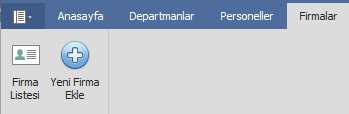 Anasayfa Departmanlar Personeller Firmalar
Firma Listesi
Yeni Firma Ekle